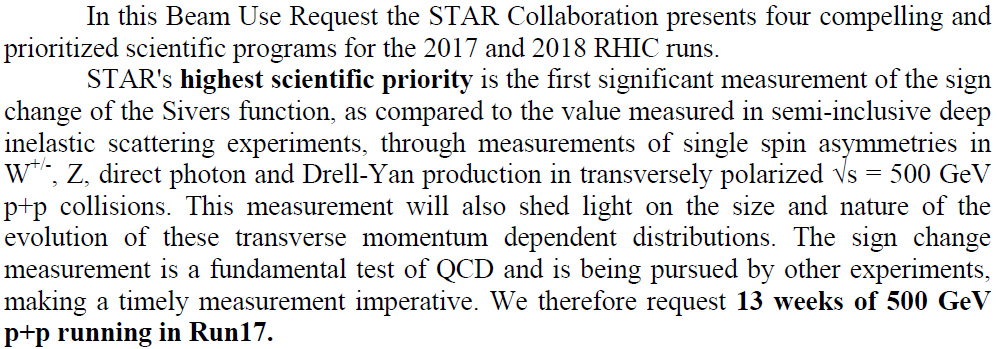 In this Beam Use Request the STAR Collaboration presents four compelling and
prioritized scientific programs for the 2017 and 2018 RHIC runs.
STAR's highest scientific priority is the first significant measurement of the sign
change of the Sivers function, as compared to the value measured in semi-inclusive deep
inelastic scattering experiments, through measurements of single spin asymmetries in
W+/-, Z, direct photon and Drell-Yan production in transversely polarized √s = 500 GeV
p+p collisions. This measurement will also shed light on the size and nature of the
evolution of these transverse momentum dependent distributions. The sign change
measurement is a fundamental test of QCD and is being pursued by other experiments,
making a timely measurement imperative. We therefore request 13 weeks of 500 GeV
p+p running in Run17.